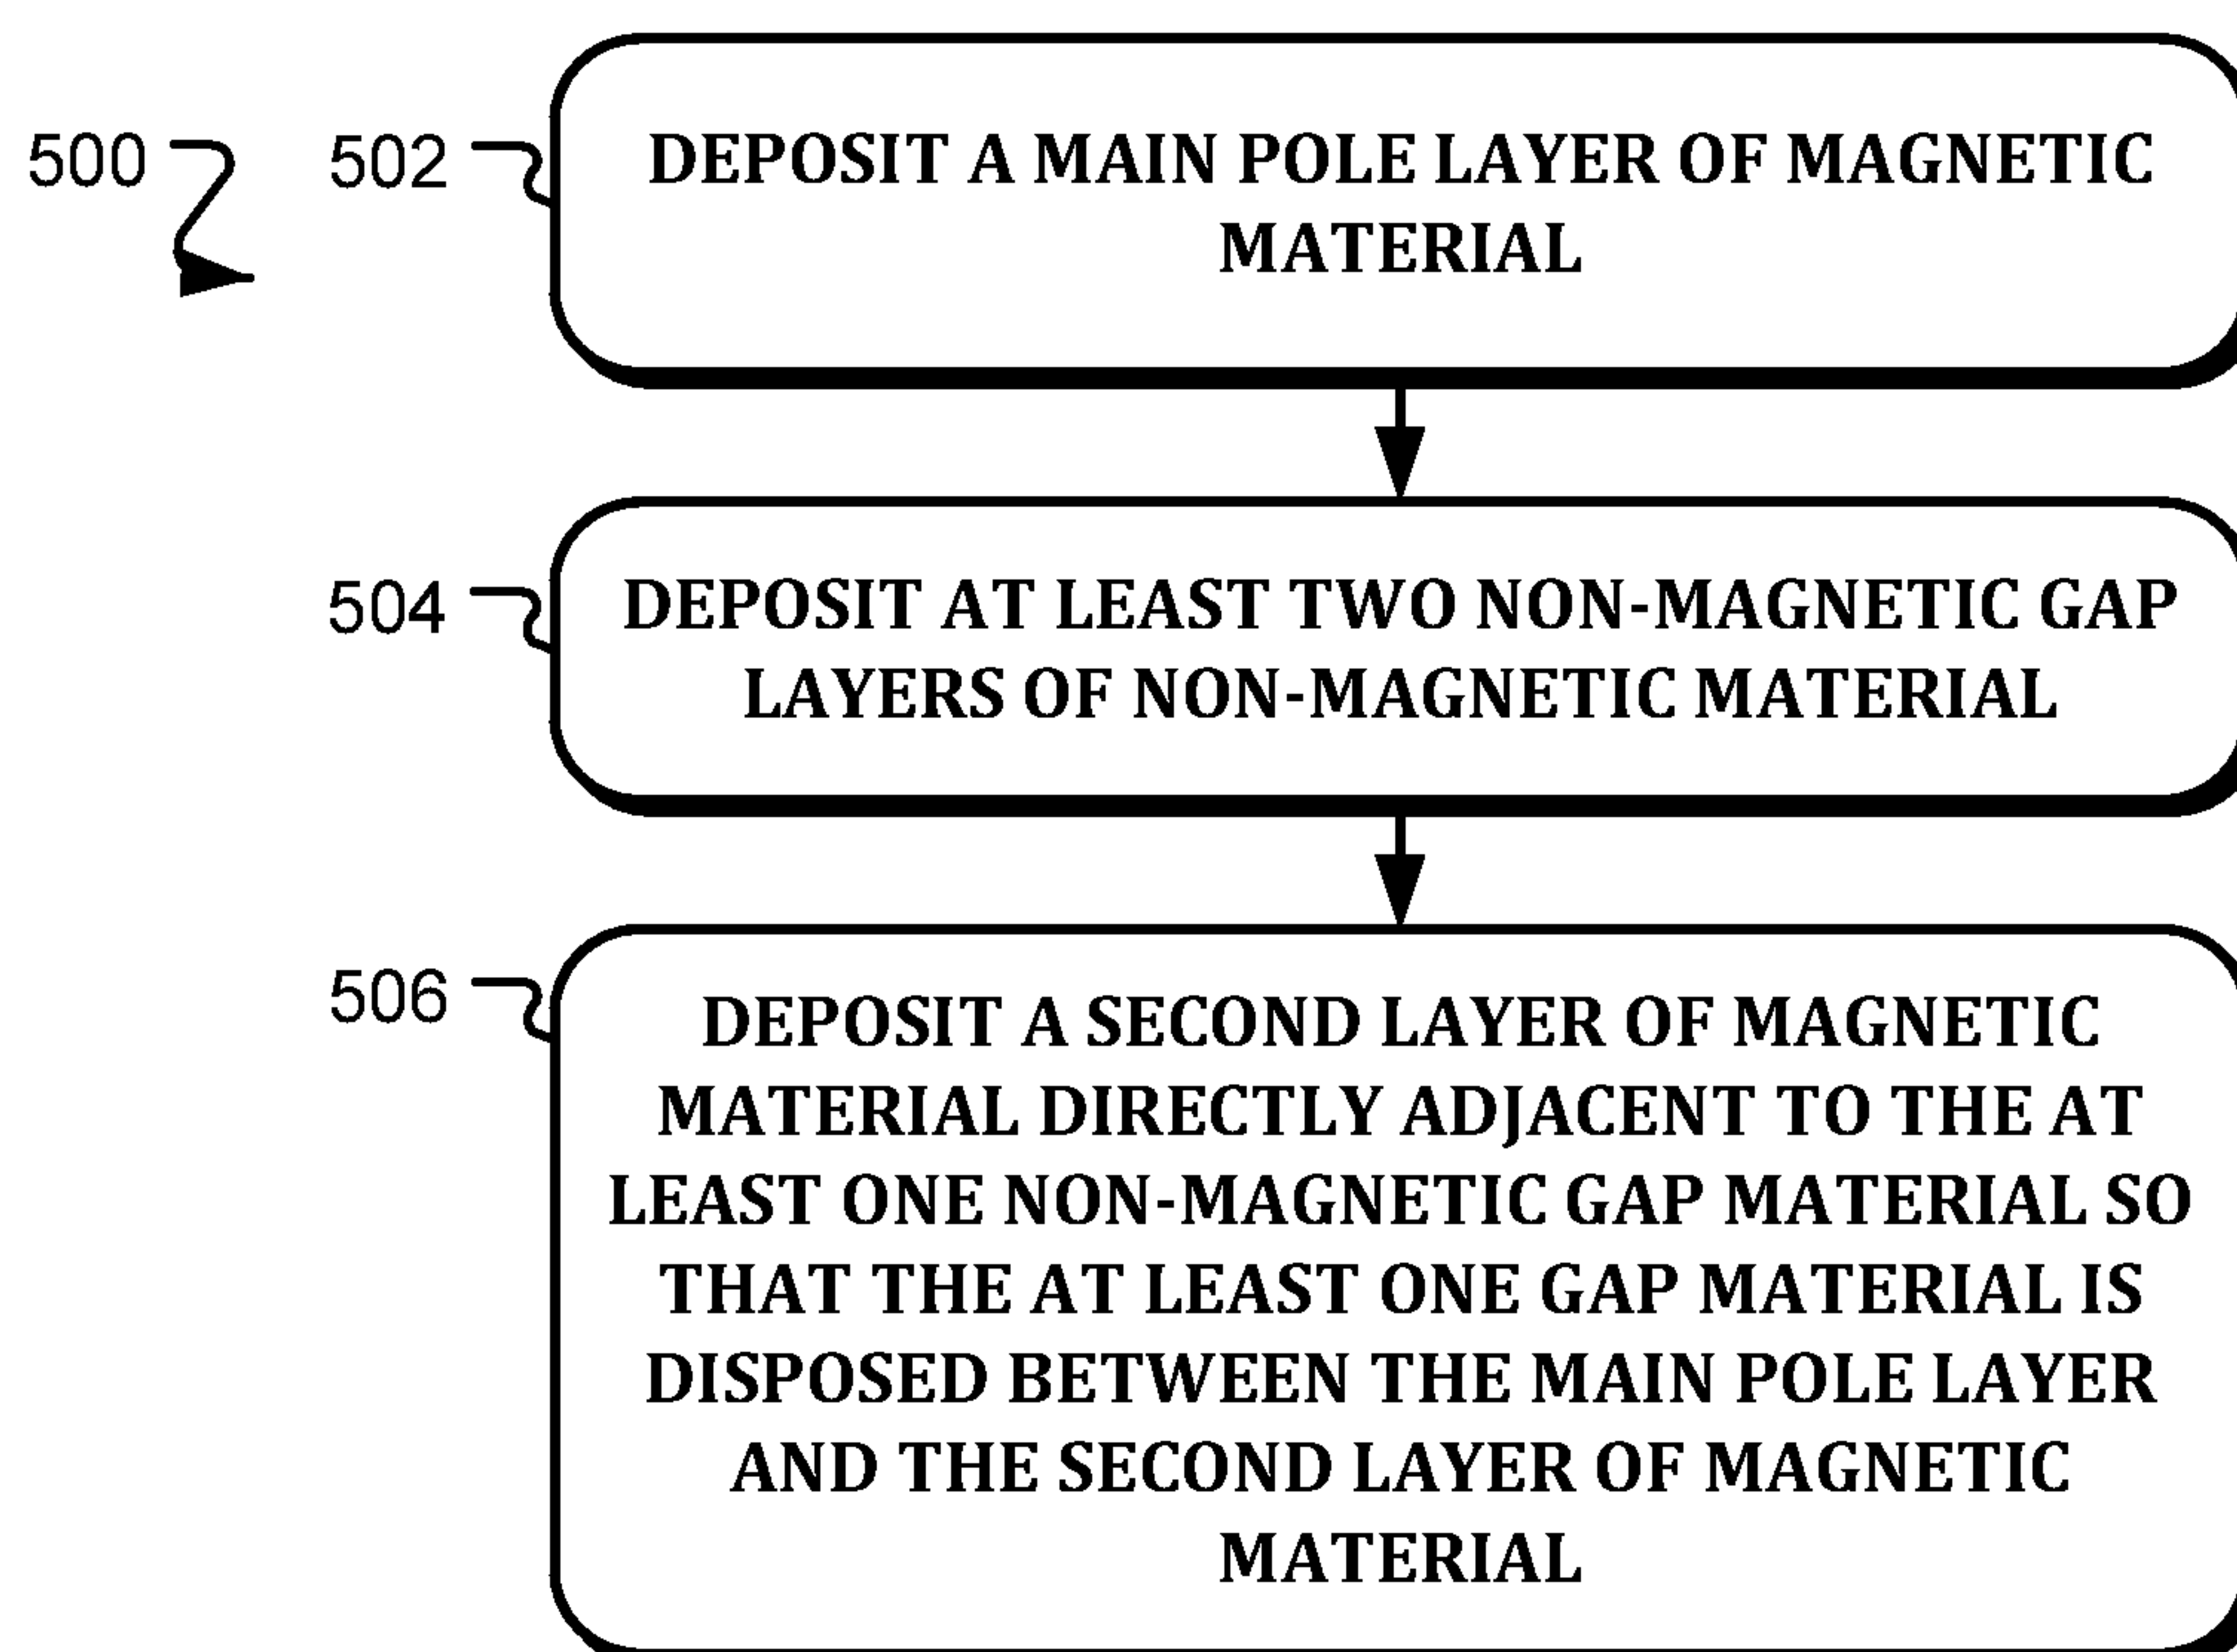 500
502
DEPOSIT A MAIN POLE LAYER OF MAGNETIC
MATERIAL
504
DEPOSIT AT LEAST TWO NON-MAGNETIC GAP
LAYERS OF NON-MAGNETIC MATERIAL
506
DEPOSIT A SECOND LAYER OF MAGNETIC
MATERIAL DIRECTLY ADJACENT TO THE AT
LEAST ONE NON-MAGNETIC GAP MATERIAL SO
THAT THE AT LEAST ONE GAP MATERIAL IS
DISPOSED BETWEEN THE MAIN POLE LAYER
AND THE SECOND LAYER OF MAGNETIC
MATERIAL